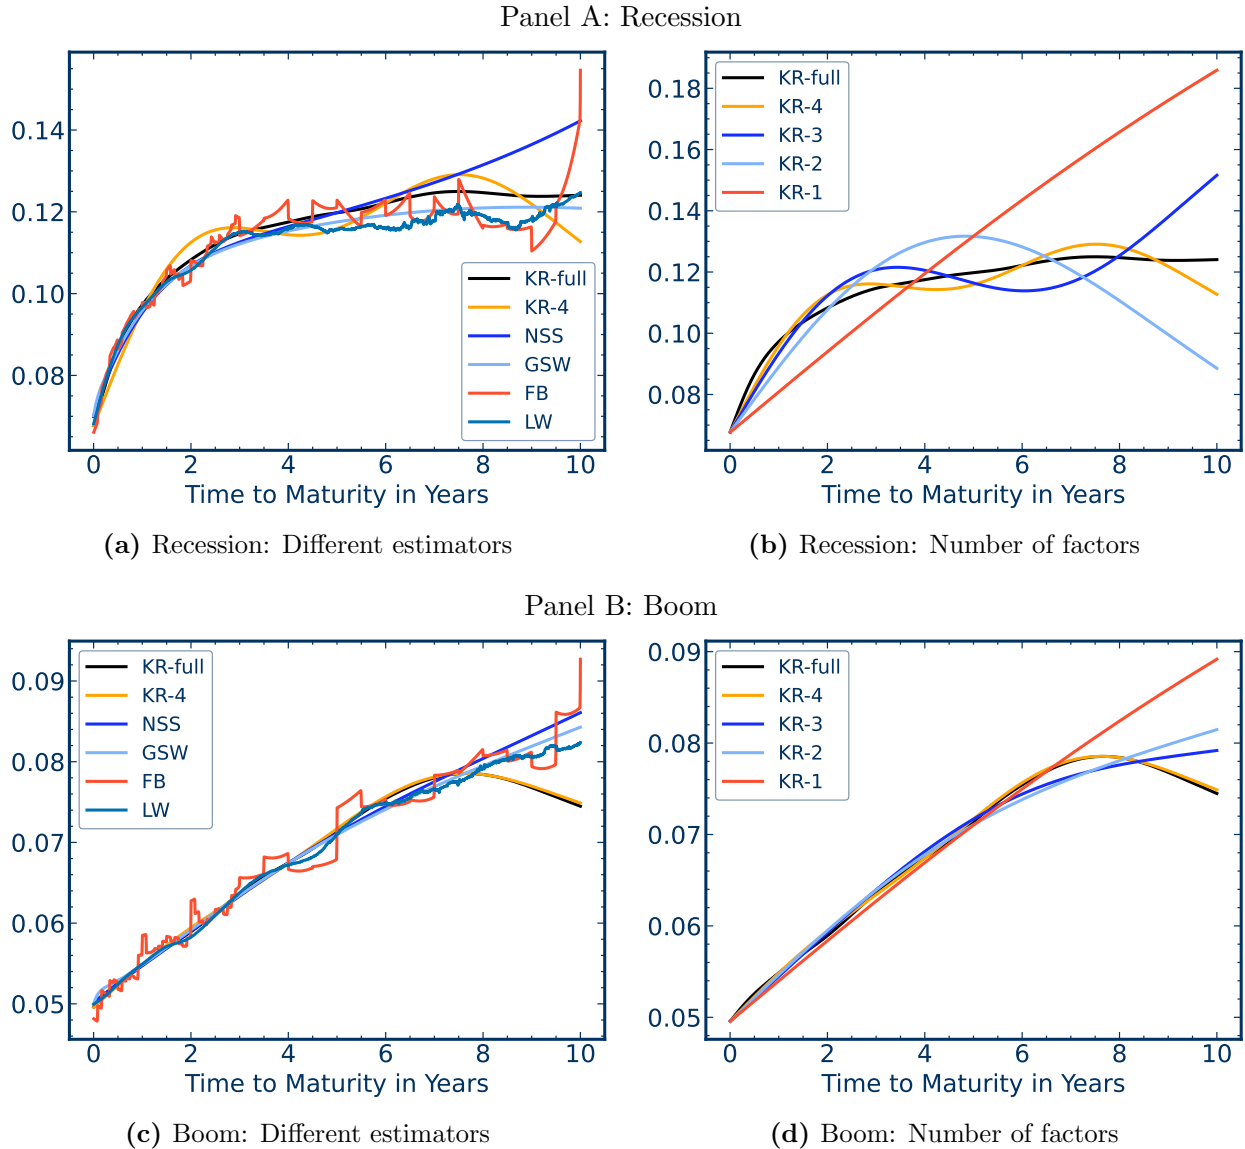 Panel A: Recession
0.14
0.12
0.10
0.08
KR-full
KR-4
NSS
GSW
FB
LW
0 2 4 6 8 10
Time to Maturity in Years
(a) Recession: Different estimators
0.18
0.16
0.14
0.12
0.10
0.08
KR-full
KR-4
KR-3
KR-2
KR-1
0 2 4 6 8 10
Time to Maturity in Years
(b) Recession: Number of factors
Panel B: Boom
0.09
0.08
0.07
0.06
0.05
KR-full
KR-4
NSS
GSW
FB
LW
0 2 4 6 8 10
Time to Maturity in Years
(c) Boom: Different estimators
0.09
0.08
0.07
0.06
0.05
KR-full
KR-4
KR-3
KR-2
KR-1
0 2 4 6 8 10
Time to Maturity in Years
(d) Boom: Number of factors